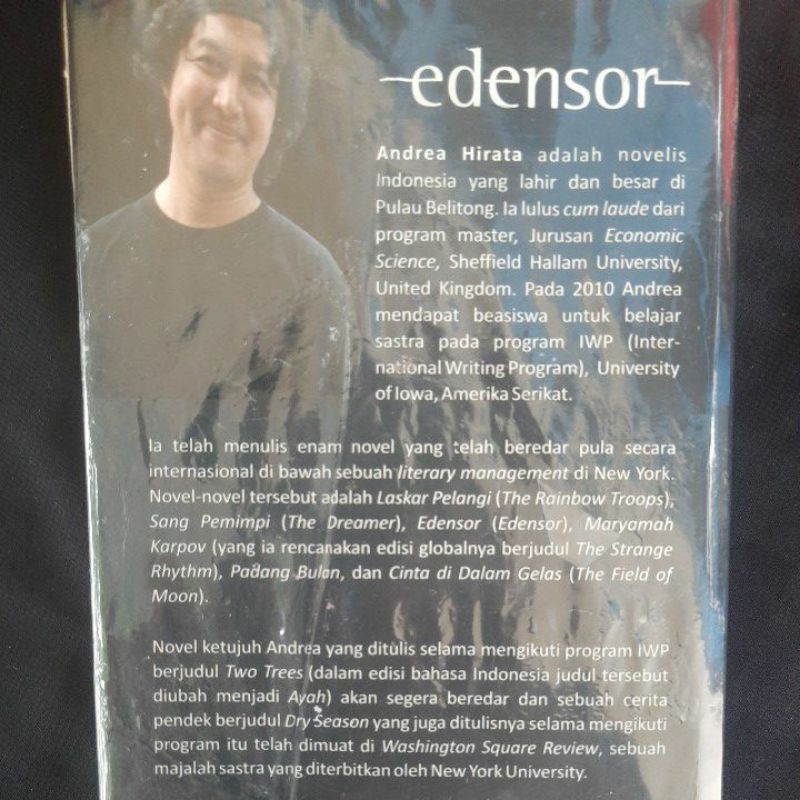 edensor
Andrea Hirata adalah novelis
Indonesia yang lahir dan besar di
Pulau Belitong. Ia lulus cum laude dari
program master, Jurusan Economic
Science, Sheffield Hallam University,
United Kingdom. Pada 2010 Andrea
mendapat beasiswa untuk belajar
sastra pada program IWP (Inter-
national Writing Program), University
of Iowa, Amerika Serikat.
Ia telah menulis enam novel yang telah beredar pula secara
internasional di bawah sebuah literary management di New York.
Novel-novel tersebut adalah Laskar Pelangi (The Rainbow Troops),
Sang Pemimpi (The Dreamer), Edensor (Edensor), Maryamah
Karpov (yang ia rencanakan edisi globalnya berjudul The Strange
Rhythm), Padang Bulan, dan Cinta di Dalam Gelas (The Field of
Moon).
Novel ketujuh Andrea yang ditulis selama mengikuti program IWP
berjudul Two Trees (dalam edisi bahasa Indonesia judul tersebut
diubah menjadi Ayah) akan segera beredar dan sebuah cerita
pendek berjudul Dry Season yang juga ditulisnya selama mengikuti
program itu telah dimuat di Washington Square Review, sebuah
majalah sastra yang diterbitkan oleh New York University.